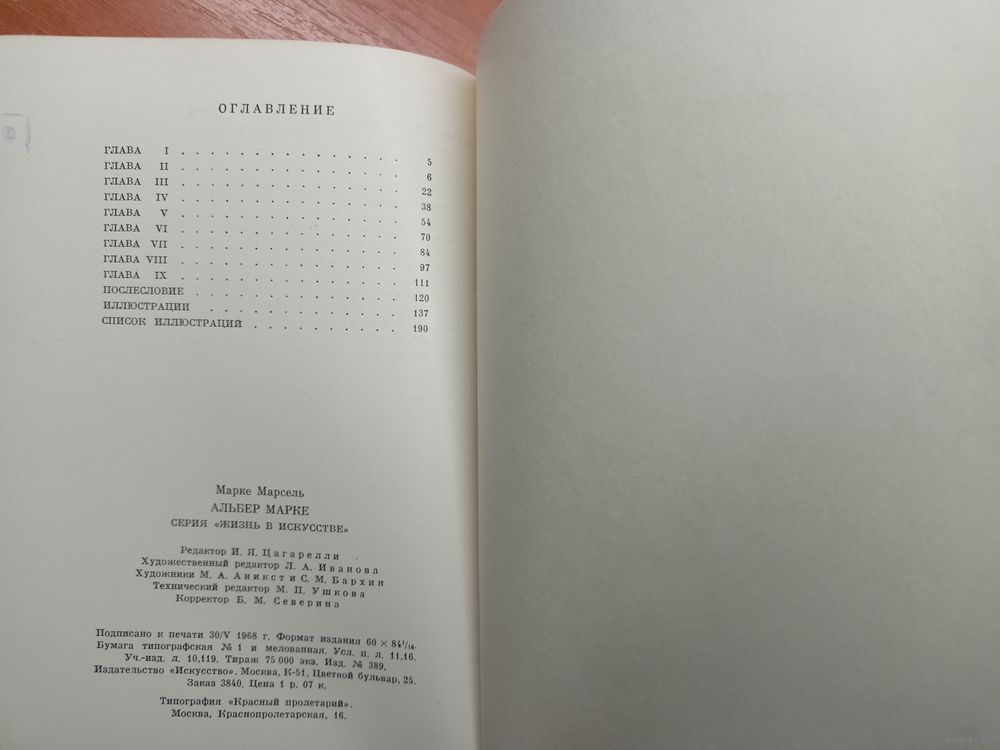 ОГЛАВЛЕНИЕ
ГЛАВА I . . . . . . . . . . . . . . . 5
ГЛАВА II . . . . . . . . . . . . . . . 6
ГЛАВА III . . . . . . . . . . . . . . . 22
ГЛАВА IV . . . . . . . . . . . . . . . 38
ГЛАВА V . . . . . . . . . . . . . . . 54
ГЛАВА VI . . . . . . . . . . . . . . . 70
ГЛАВА VII . . . . . . . . . . . . . . . 84
ГЛАВА VIII . . . . . . . . . . . . . . . 97
ГЛАВА IX . . . . . . . . . . . . . . . 111
ПОСЛЕСЛОВИЕ . . . . . . . . . . . . . . 120
ИЛЛЮСТРАЦИИ . . . . . . . . . . . . . 137
СПИСОК ИЛЛЮСТРАЦИЙ . . . . . . . . . . 190
Марке Марсель
АЛЬБЕР МАРКЕ
СЕРИЯ «ЖИЗНЬ В ИСКУССТВЕ»
Редактор И. Я. Цагарелли
Художественный редактор Л. А. Иванова
Художники М. А. Аникст и С. М. Бархин
Технический редактор М. П. Ушкова
Корректор Б. М. Северина
Подписано к печати 30/V 1968 г. Формат издания 60 × 84 1/16.
Бумага типографская № 1 и мелованная. Усл. п. л. 11,16.
Уч.-изд. л. 10,119. Тираж 75 000 экз. Изд. № 389.
Издательство «Искусство». Москва, К-51, Цветной бульвар, 25.
Заказ 3840. Цена 1 р. 07 к.
Типография «Красный пролетарий».
Москва, Краснопролетарская, 16.